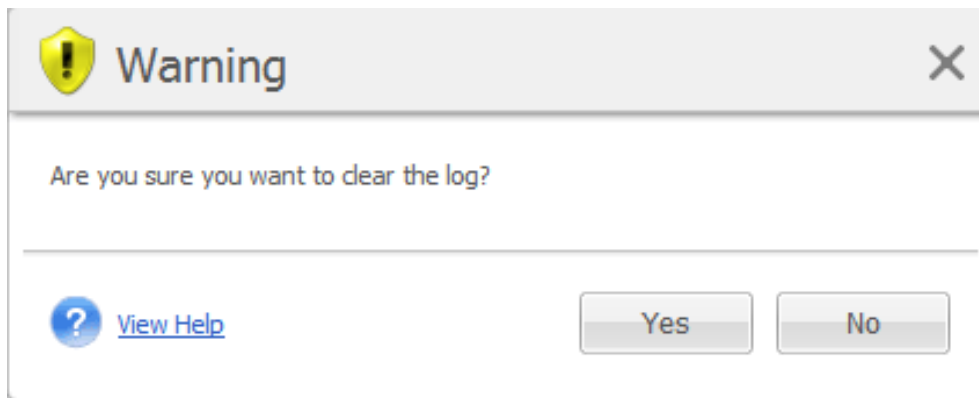 Warning
Are you sure you want to clear the log?
View Help
Yes
No